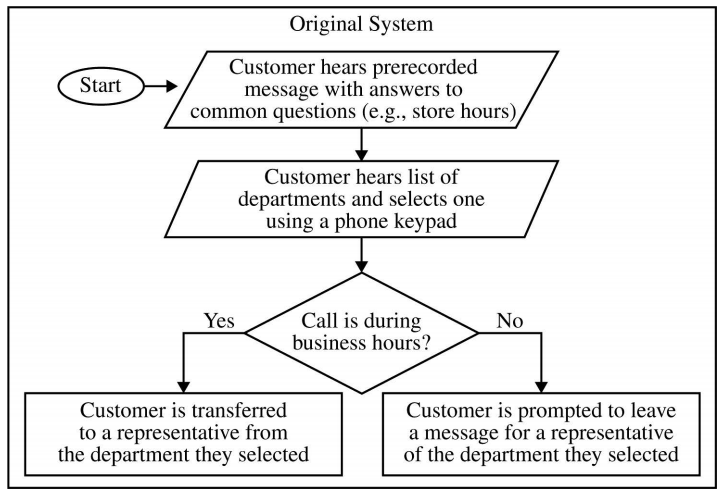 Original System
Start
Customer hears prerecorded
message with answers to
common questions (e.g., store hours)
Customer hears list of
departments and selects one
using a phone keypad
Call is during
business hours?
Yes
No
Customer is transferred
to a representative from
the department they selected
Customer is prompted to leave
a message for a representative
of the department they selected